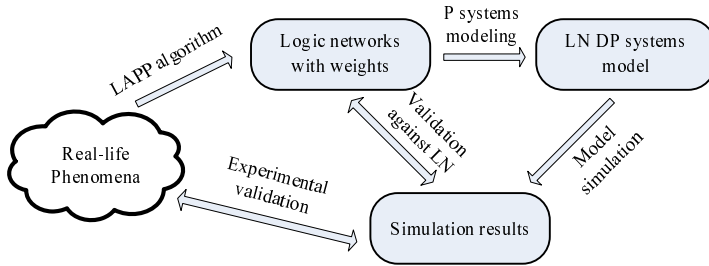 LAPP algorithm
Logic networks
with weights
P systems
modeling
LN DP systems
model
Real-life
Phenomena
Validation
against LN
Model
simulation
Experimental
validation
Simulation results